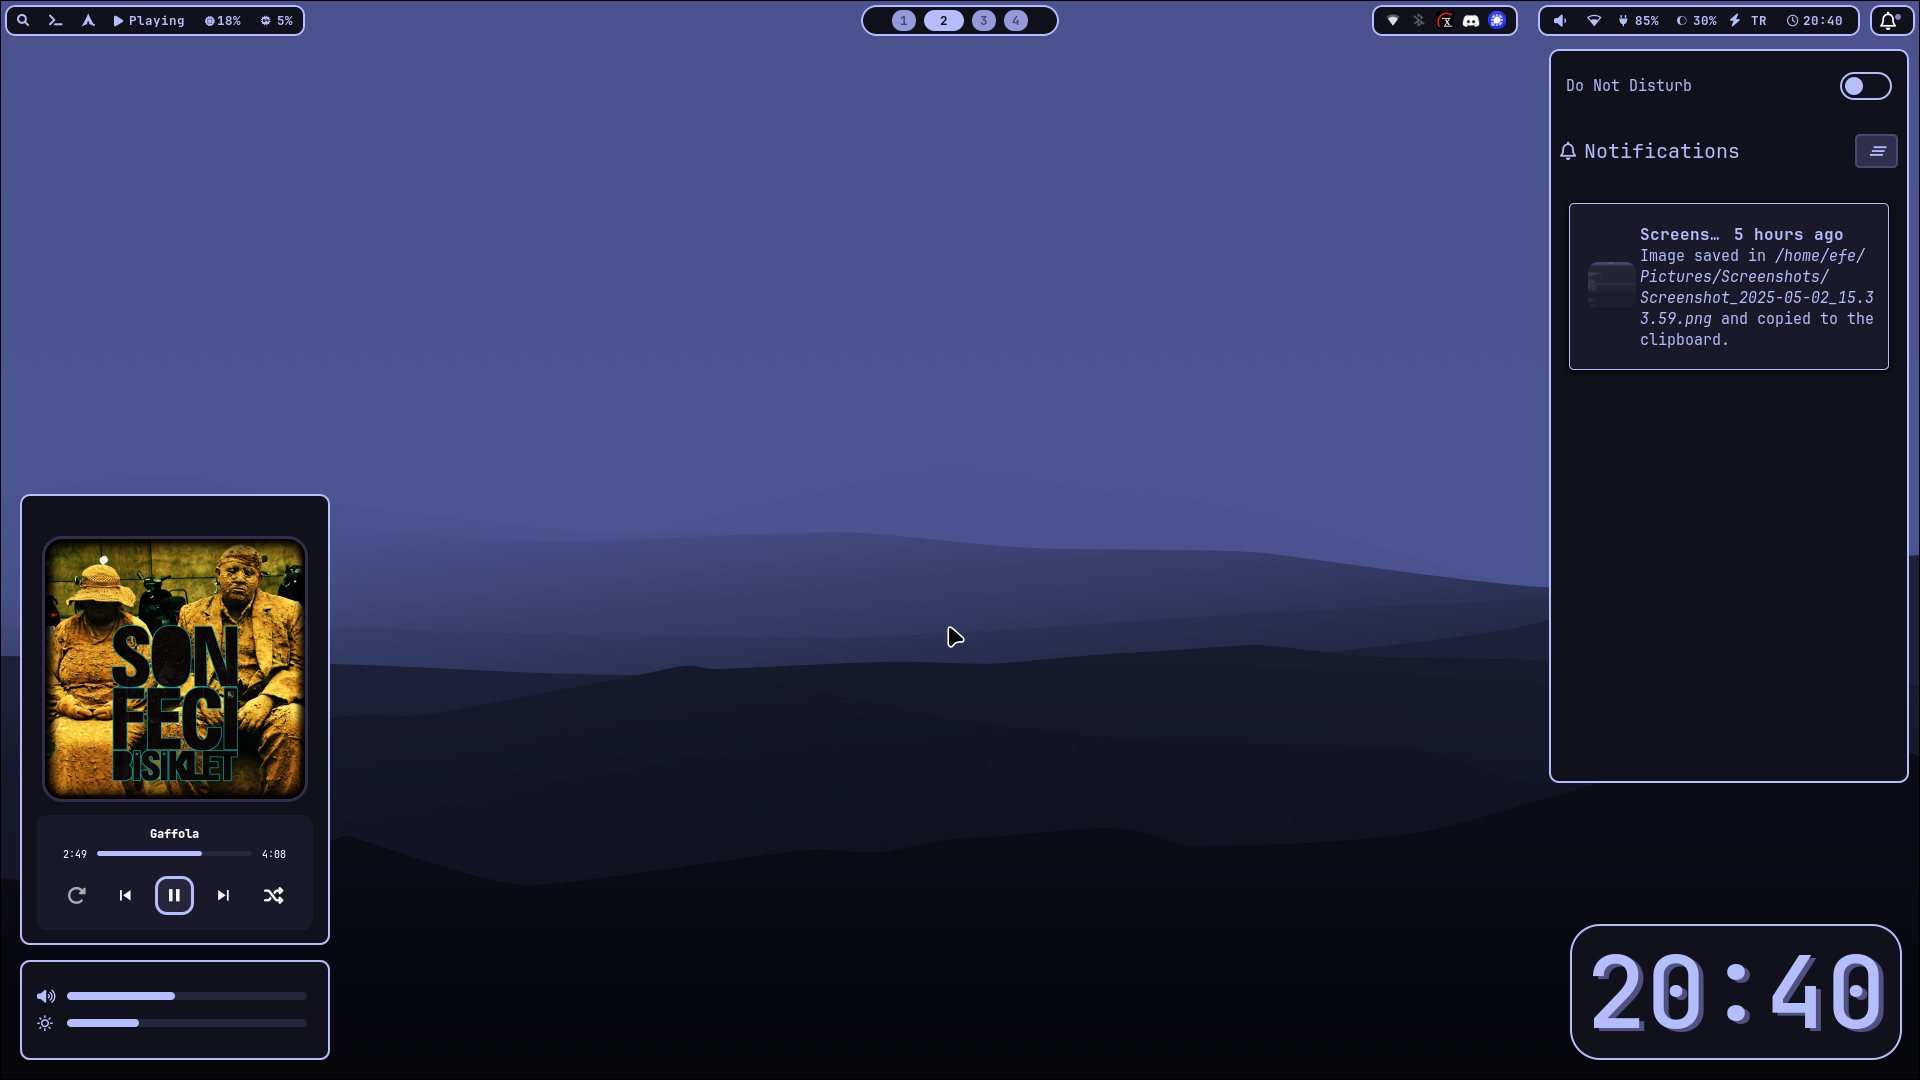 Playing 18% 5%
1 2 3 4
85% 30% TR 20:40
Do Not Disturb
Notifications
Screens… 5 hours ago
Image saved in /home/efe/
Pictures/Screenshots/
Screenshot_2025-05-02_15.3
3.59.png and copied to the
clipboard.
SON
FECI
BISIKLET
Gaffola
2:49 4:08
20:40